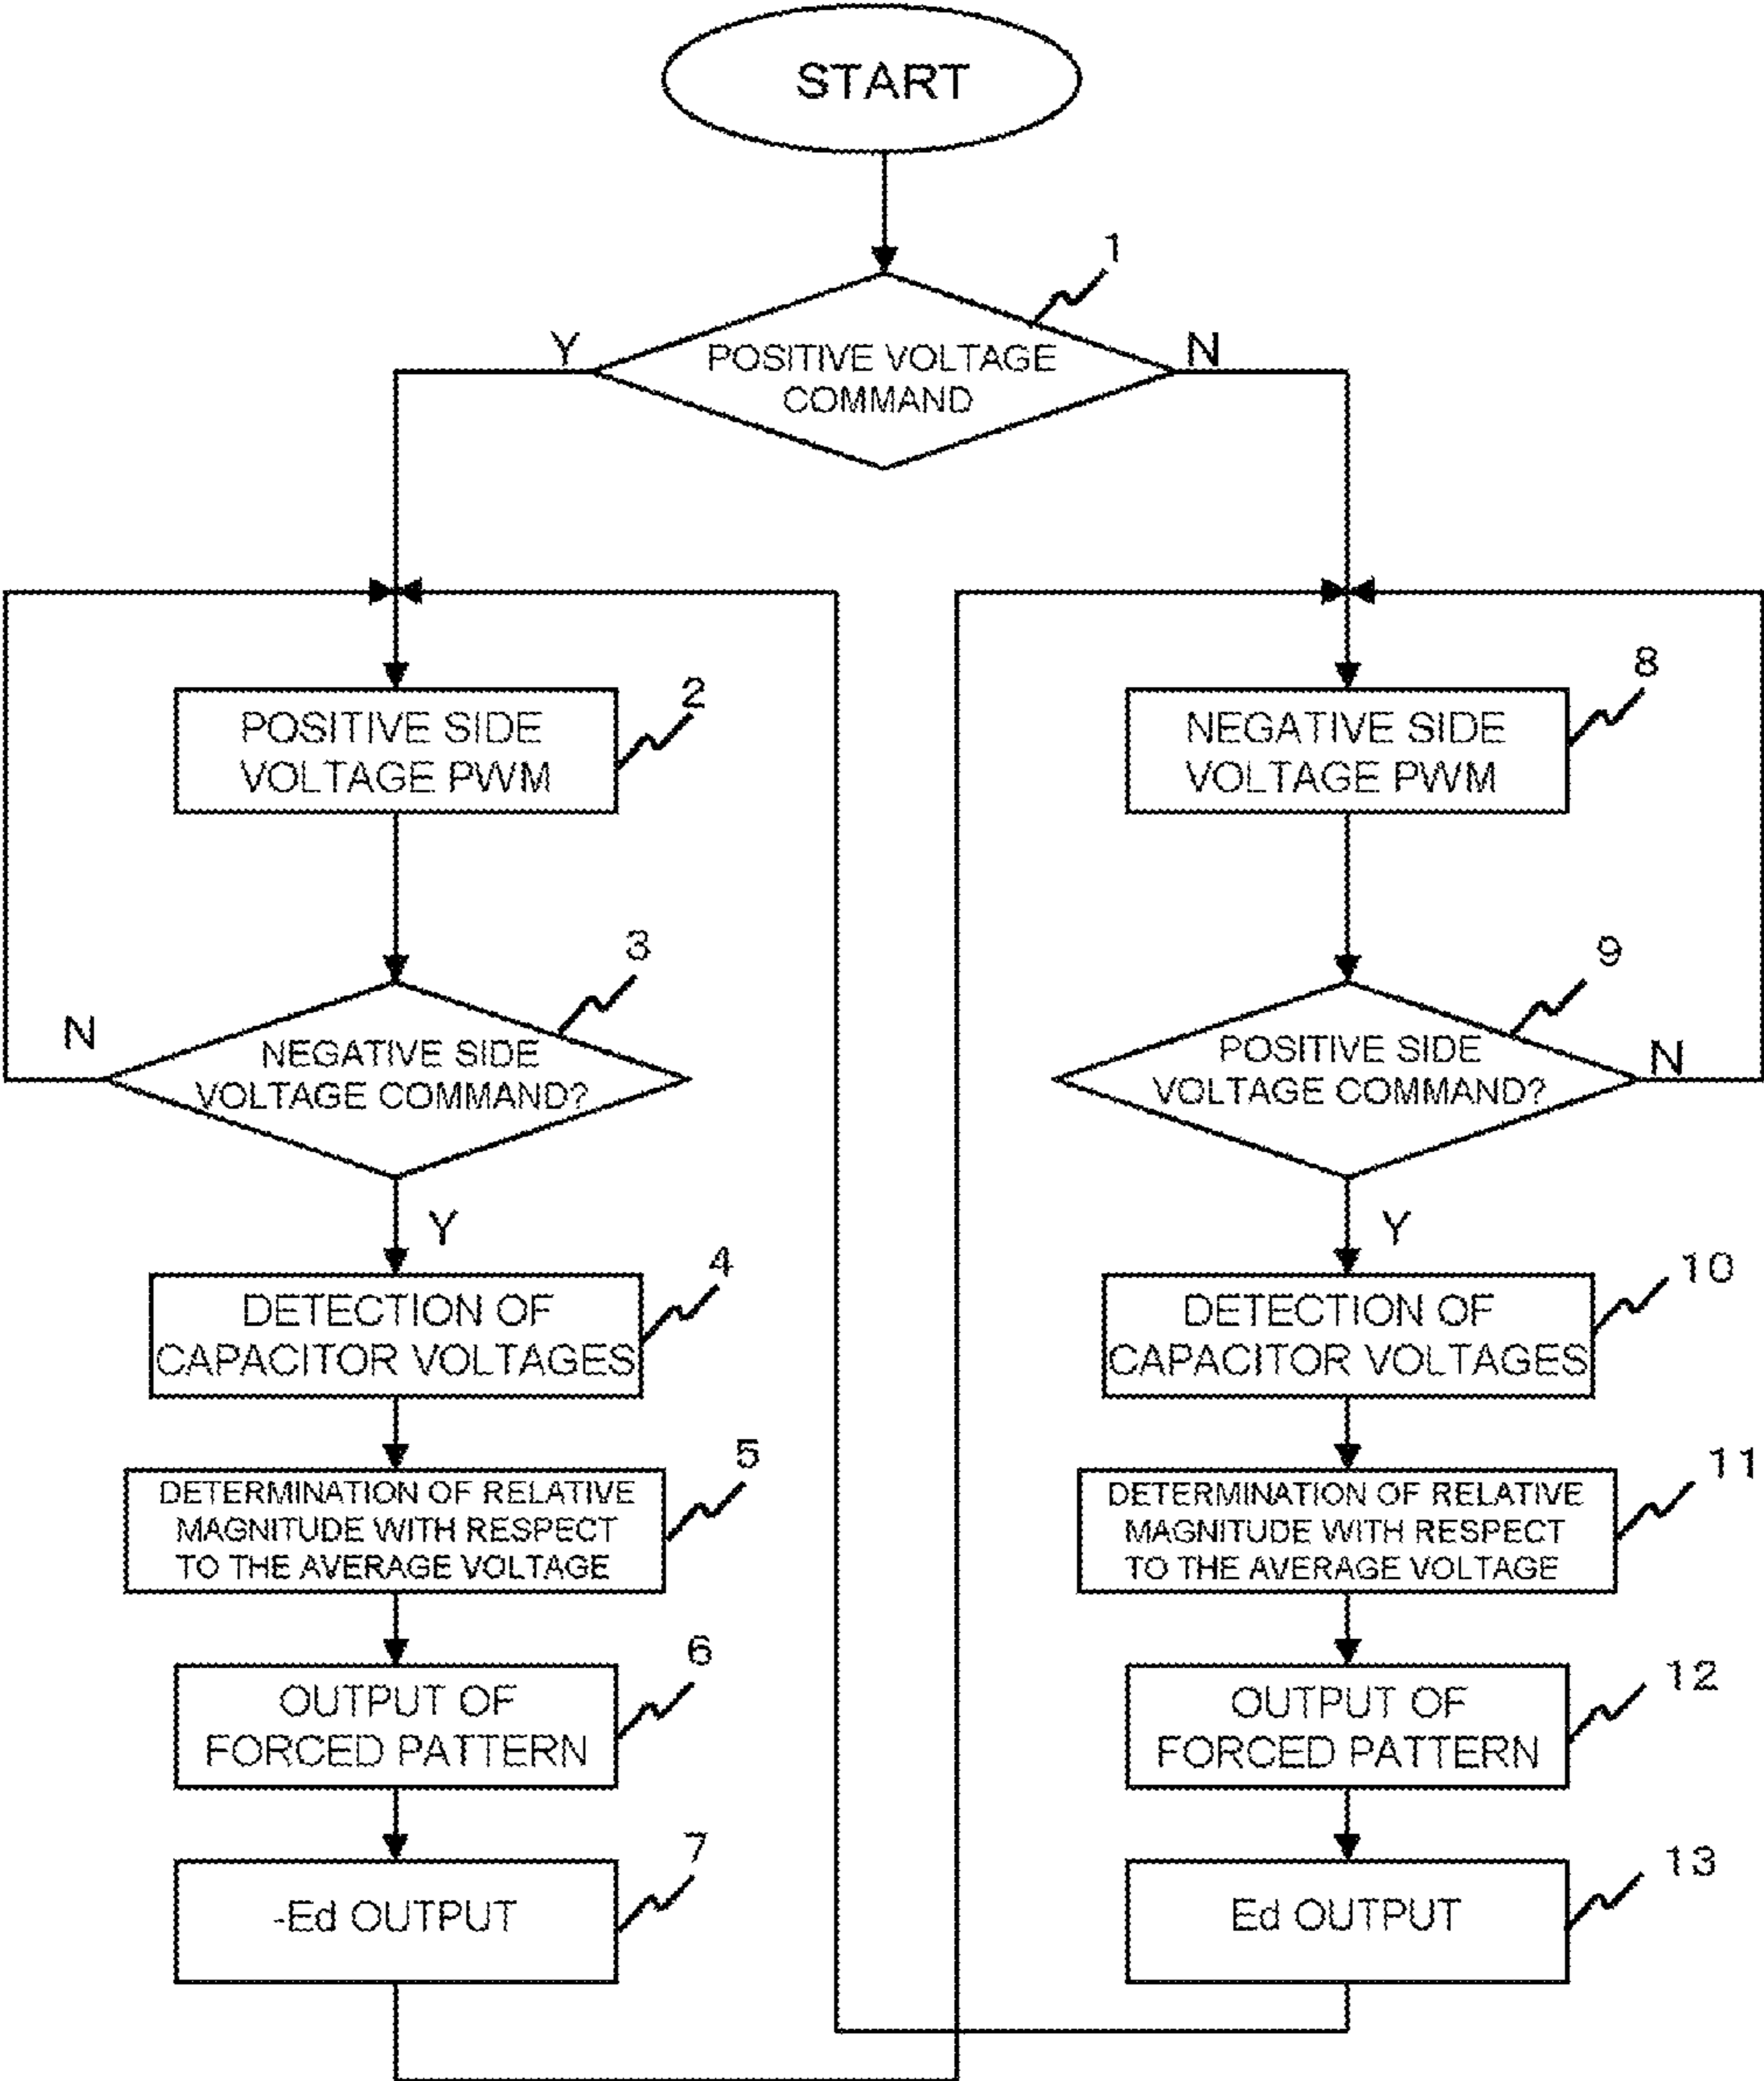 START
1
Y
POSITIVE VOLTAGE
COMMAND
N
2
POSITIVE SIDE
VOLTAGE PWM
3
N
NEGATIVE SIDE
VOLTAGE COMMAND?
Y
4
DETECTION OF
CAPACITOR VOLTAGES
5
DETERMINATION OF RELATIVE
MAGNITUDE WITH RESPECT
TO THE AVERAGE VOLTAGE
6
OUTPUT OF
FORCED PATTERN
7
-Ed OUTPUT
8
NEGATIVE SIDE
VOLTAGE PWM
9
POSITIVE SIDE
VOLTAGE COMMAND?
N
Y
10
DETECTION OF
CAPACITOR VOLTAGES
11
DETERMINATION OF RELATIVE
MAGNITUDE WITH RESPECT
TO THE AVERAGE VOLTAGE
12
OUTPUT OF
FORCED PATTERN
13
Ed OUTPUT